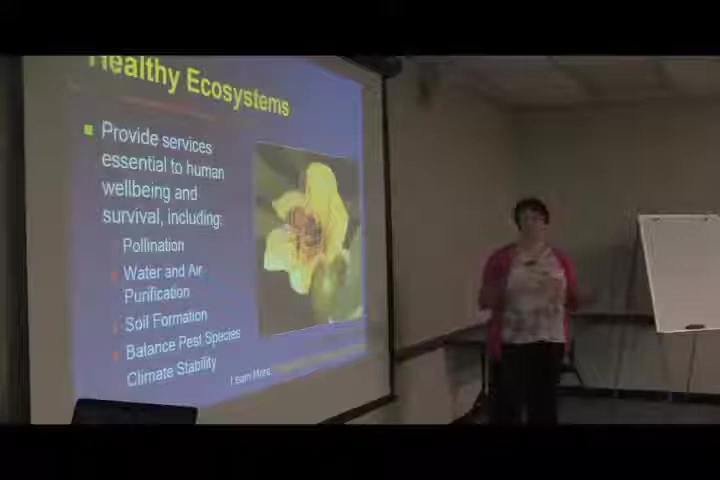 Healthy Ecosystems
Provide services
essential to human
wellbeing and
survival, including:
Pollination
Water and Air
Purification
Soil Formation
Balance Pest Species
Climate Stability
Learn More: